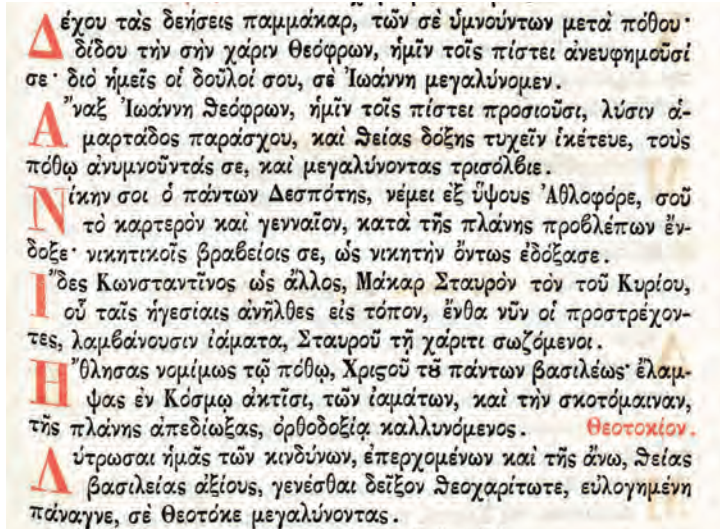 Δέχου τὰς δεήσεις παμμάκαρ, τῶν σὲ ὑμνούντων μετὰ πόθου·
δίδου τὴν σὴν χάριν Θεόφρων, ἡμῖν τοῖς πίστει ἀνευφημοῦσί
σε· διὸ ἡμεῖς οἱ δοῦλοί σου, σὲ Ἰωάννη μεγαλύνομεν.
Ἄναξ Ἰωάννη ϑεόφρων, ἡμῖν τοῖς πίστει προσιοῦσι, λύσιν ἁ-
μαρτάδος παράσχου, καὶ ϑείας δόξης τυχεῖν ἱκέτευε, τοὺς
πόθῳ ἀνυμνοῦντάς σε, καὶ μεγαλύνοντας τρισόλβιε.
Νίκην σοι ὁ πάντων Δεσπότης, νέμει ἐξ ὕψους Ἀθλοφόρε, σοῦ
τὸ καρτερὸν καὶ γενναῖον, κατὰ τῆς πλάνης προβλέπων ἔν-
δοξε· νικητικοῖς βραβείοις σε, ὡς νικητὴν ὄντως ἐδόξασε.
Ἴδες Κωνσταντῖνος ὡς ἄλλος, Μάκαρ Σταυρὸν τὸν τοῦ Κυρίου,
οὗ ταῖς ἡγεσίαις ἀνῆλθες εἰς τόπον, ἔνθα νῦν οἱ προστρέχον-
τες, λαμβάνουσιν ἰάματα, Σταυροῦ τῇ χάριτι σωζόμενοι.
Ἤθλησας νομίμως τῷ πόθῳ, Χριϛοῦ τȣ͂ πάντων βασιλέως· ἔλαμ-
ψας ἐν Κόσμῳ ἀκτῖσι, τῶν ἰαμάτων, καὶ τὴν σκοτόμαιναν,
τῆς πλάνης ἀπεδίωξας, ὀρθοδοξίᾳ καλλυνόμενος. Θεοτοκίον.
Λύτρωσαι ἡμᾶς τῶν κινδύνων, ἐπερχομένων καὶ τῆς ἄνω, ϑείας
βασιλείας ἀξίους, γενέσθαι δεῖξον ϑεοχαρίτωτε, εὐλογημένη
πάναγνε, σὲ Θεοτόκε μεγαλύνοντας.